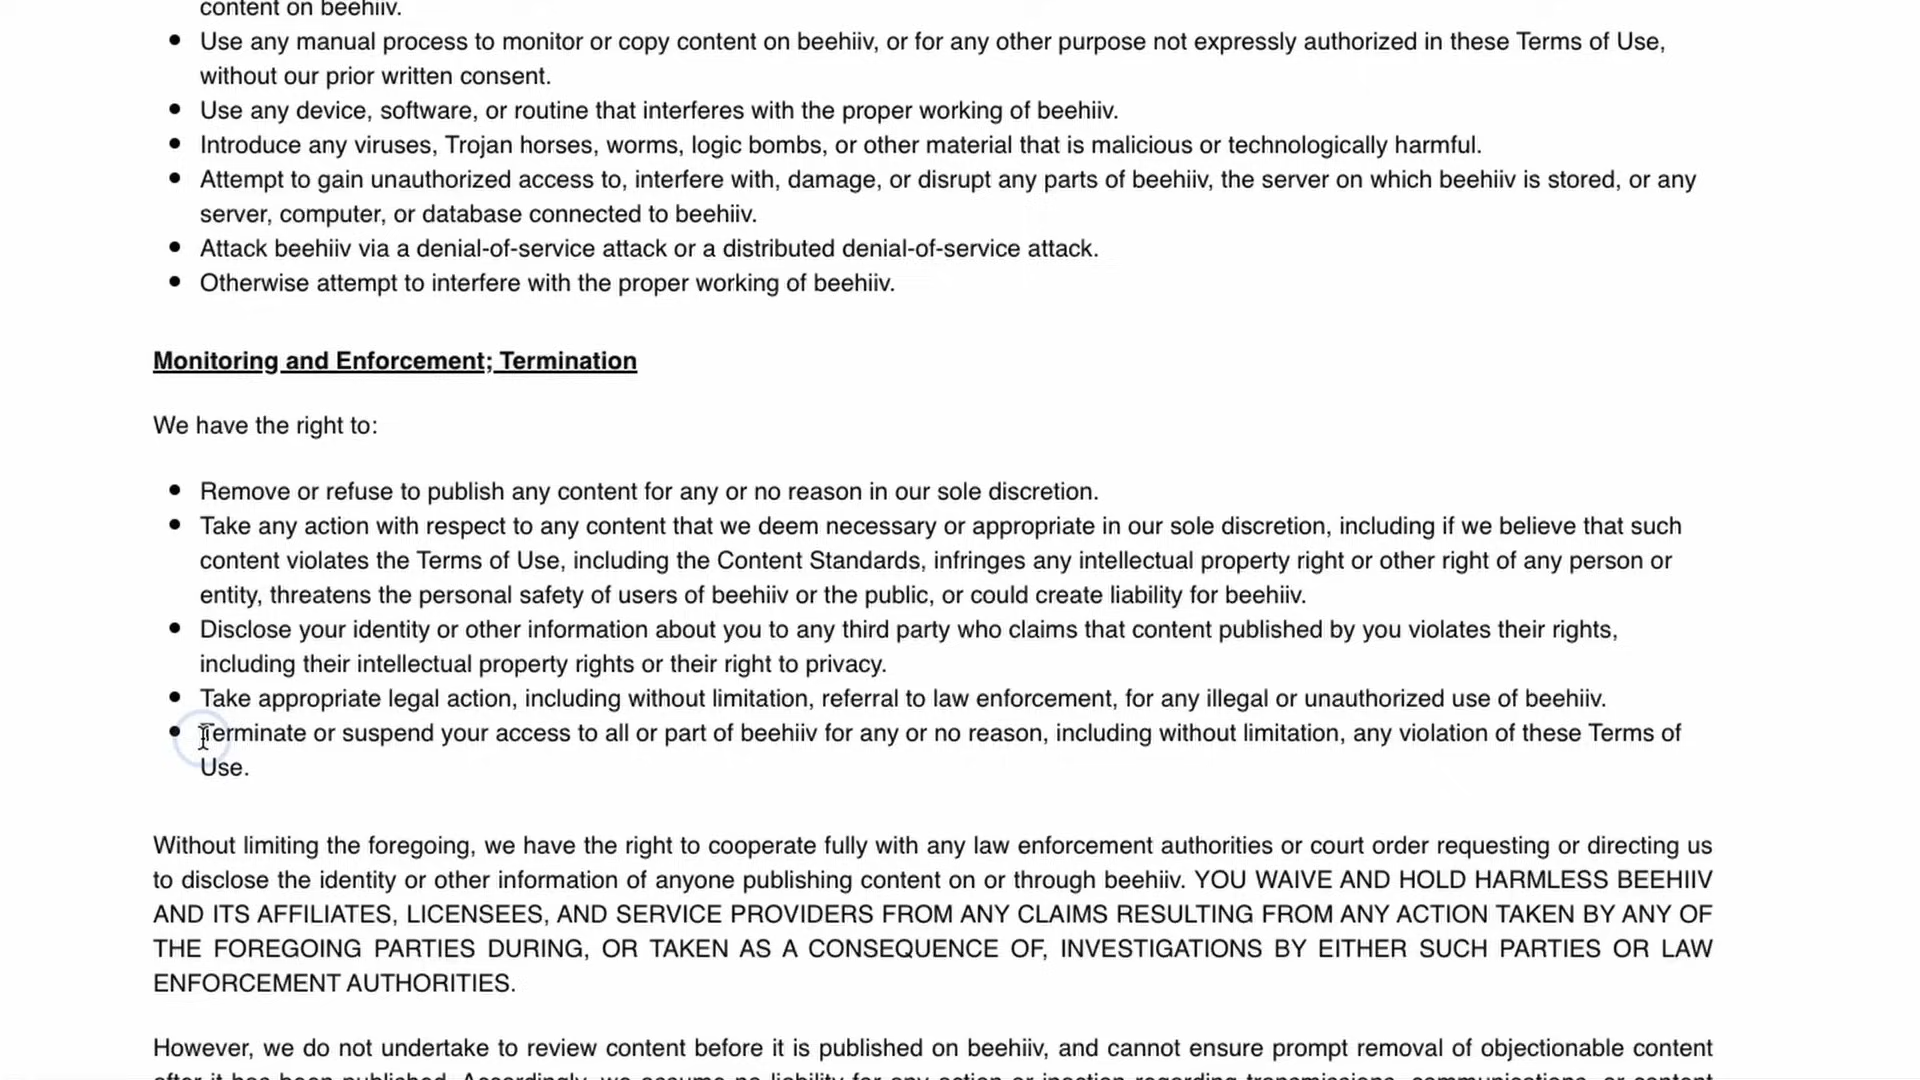 content on beehiiv.
Use any manual process to monitor or copy content on beehiiv, or for any other purpose not expressly authorized in these Terms of Use,
without our prior written consent.
Use any device, software, or routine that interferes with the proper working of beehiiv.
Introduce any viruses, Trojan horses, worms, logic bombs, or other material that is malicious or technologically harmful.
Attempt to gain unauthorized access to, interfere with, damage, or disrupt any parts of beehiiv, the server on which beehiiv is stored, or any
server, computer, or database connected to beehiiv.
Attack beehiiv via a denial-of-service attack or a distributed denial-of-service attack.
Otherwise attempt to interfere with the proper working of beehiiv.
Monitoring and Enforcement; Termination
We have the right to:
Remove or refuse to publish any content for any or no reason in our sole discretion.
Take any action with respect to any content that we deem necessary or appropriate in our sole discretion, including if we believe that such
content violates the Terms of Use, including the Content Standards, infringes any intellectual property right or other right of any person or
entity, threatens the personal safety of users of beehiiv or the public, or could create liability for beehiiv.
Disclose your identity or other information about you to any third party who claims that content published by you violates their rights,
including their intellectual property rights or their right to privacy.
Take appropriate legal action, including without limitation, referral to law enforcement, for any illegal or unauthorized use of beehiiv.
Terminate or suspend your access to all or part of beehiiv for any or no reason, including without limitation, any violation of these Terms of
Use.
Without limiting the foregoing, we have the right to cooperate fully with any law enforcement authorities or court order requesting or directing us
to disclose the identity or other information of anyone publishing content on or through beehiiv. YOU WAIVE AND HOLD HARMLESS BEEHIIV
AND ITS AFFILIATES, LICENSEES, AND SERVICE PROVIDERS FROM ANY CLAIMS RESULTING FROM ANY ACTION TAKEN BY ANY OF
THE FOREGOING PARTIES DURING, OR TAKEN AS A CONSEQUENCE OF, INVESTIGATIONS BY EITHER SUCH PARTIES OR LAW
ENFORCEMENT AUTHORITIES.
However, we do not undertake to review content before it is published on beehiiv, and cannot ensure prompt removal of objectionable content